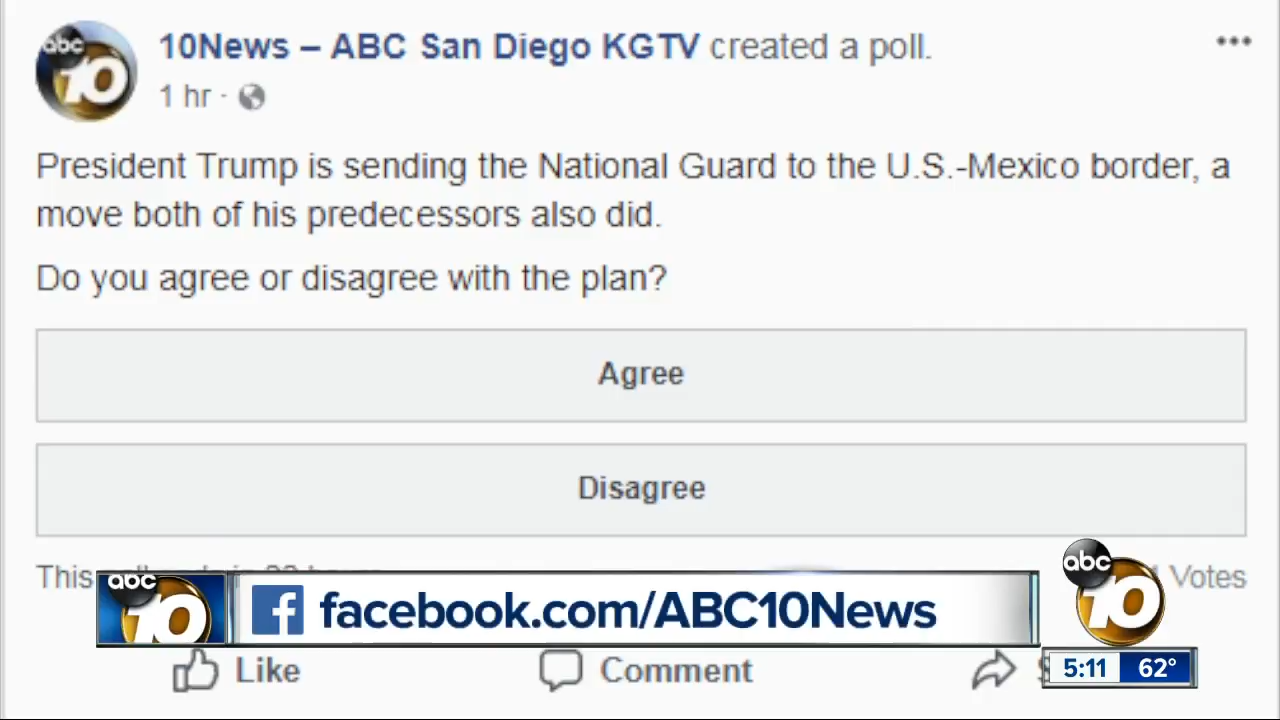 abc
10
10News – ABC San Diego KGTV created a poll.
1 hr ·
President Trump is sending the National Guard to the U.S.-Mexico border, a
move both of his predecessors also did.
Do you agree or disagree with the plan?
Agree
Disagree
This
Votes
abc
10
facebook.com/ABC10News
abc
10
Like
Comment
5:11
62°